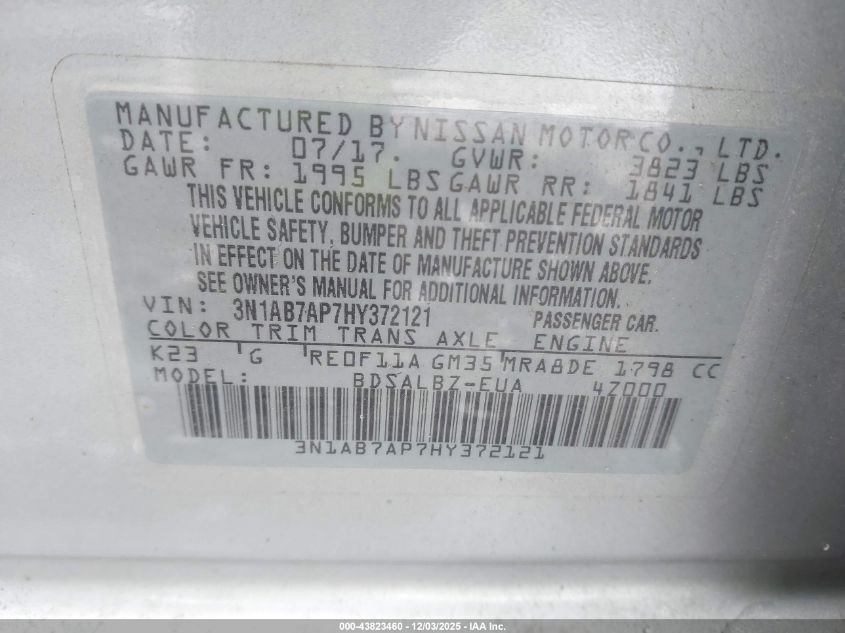 MANUFACTURED BY NISSAN MOTOR CO., LTD.
DATE: 07/17. GVWR: 3823 LBS
GAWR FR: 1995 LBS GAWR RR: 1841 LBS
THIS VEHICLE CONFORMS TO ALL APPLICABLE FEDERAL MOTOR
VEHICLE SAFETY, BUMPER AND THEFT PREVENTION STANDARDS
IN EFFECT ON THE DATE OF MANUFACTURE SHOWN ABOVE.
SEE OWNER'S MANUAL FOR ADDITIONAL INFORMATION.
VIN: 3N1AB7AP7HY372121 PASSENGER CAR.
COLOR TRIM TRANS AXLE ENGINE
K23 G RE0F11A GM35 MRA8DE 1798 CC
MODEL: BDSALBZ-EUA 4Z000
3N1AB7AP7HY372121
000-43823460 - 12/03/2025 - IAA Inc.